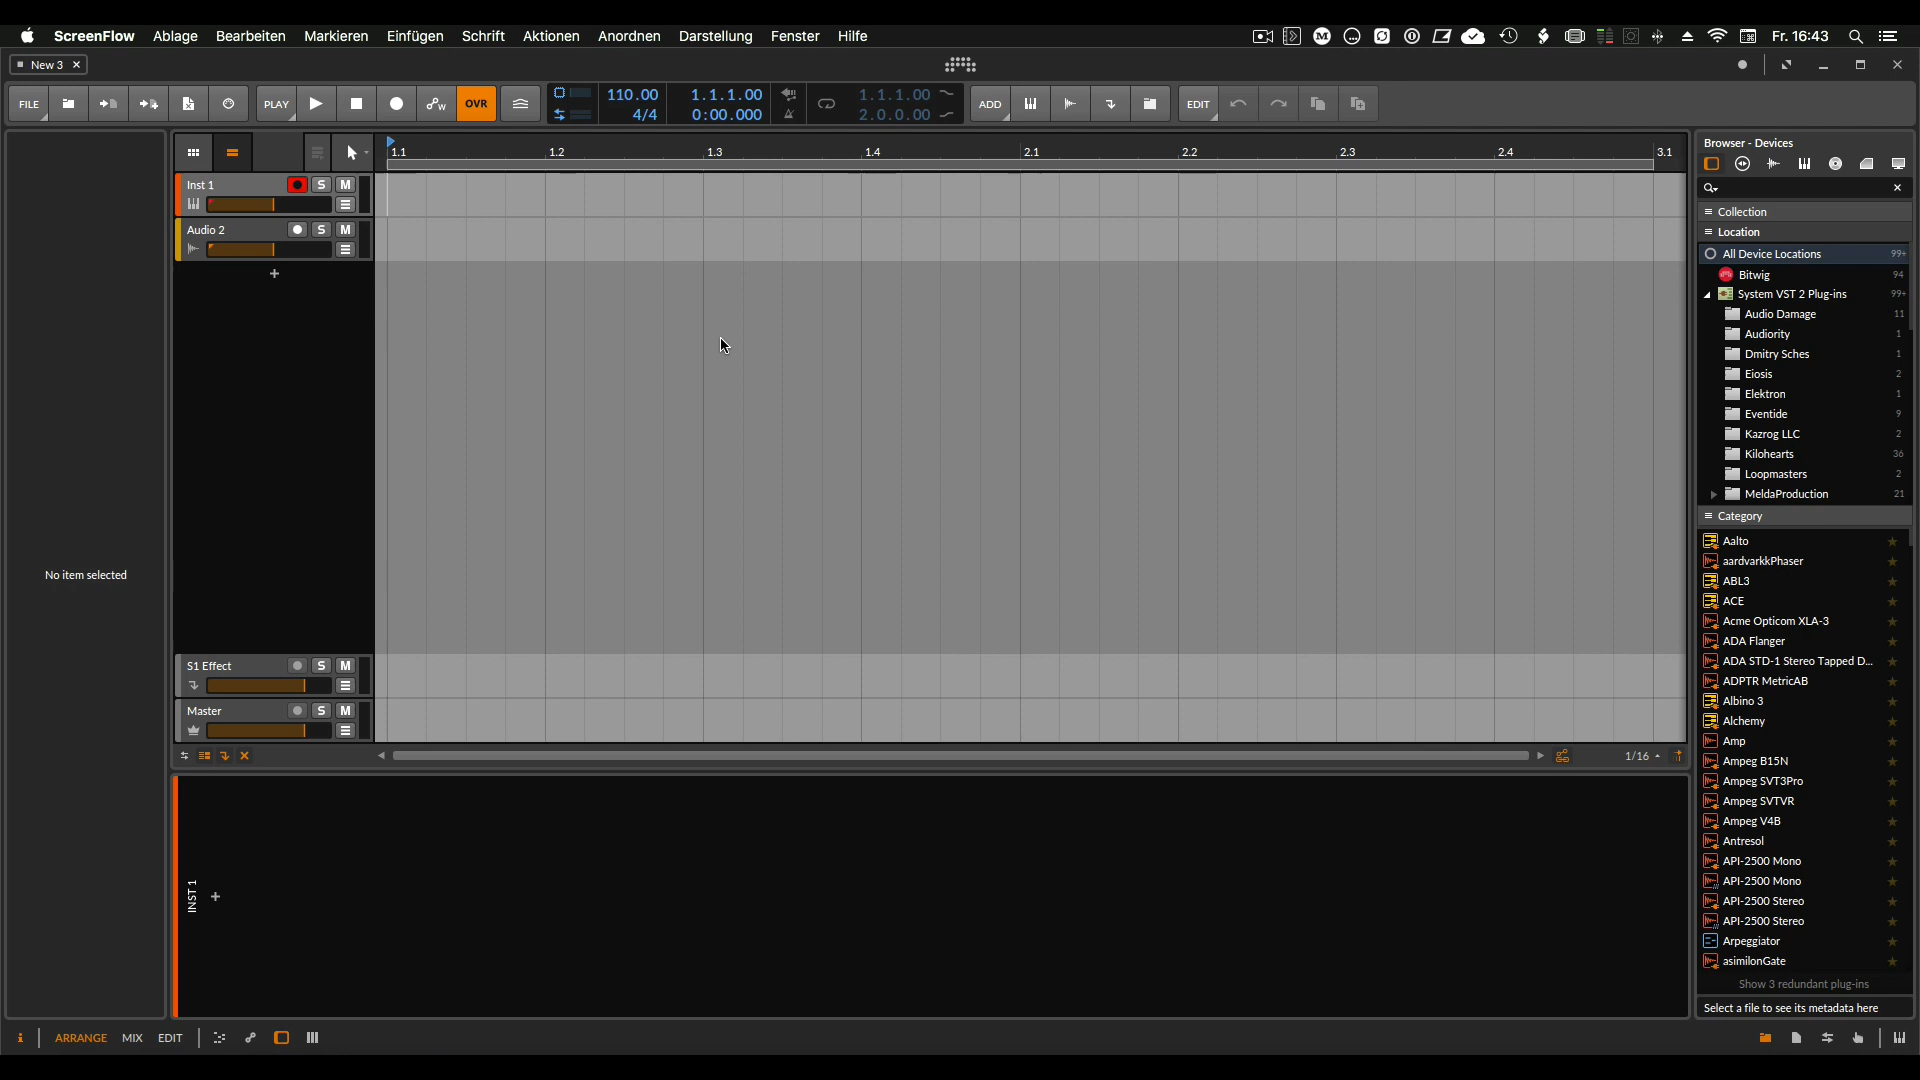 ScreenFlow Ablage Bearbeiten Markieren Einfügen Schrift Aktionen Anordnen Darstellung Fenster Hilfe Fr. 16:43
New 3
FILE PLAY OVR 110.00 1.1.1.00 1.1.1.00 ADD EDIT
4/4 0:00.000 2.0.0.00
1.1 1.2 1.3 1.4 2.1 2.2 2.3 2.4 3.1
Inst 1 S M
Audio 2 S M
+
No item selected
S1 Effect S M
Master S M
1/16
INST 1 +
Browser - Devices
Collection
Location
All Device Locations 99+
Bitwig 94
System VST 2 Plug-ins 99+
Audio Damage 11
Audiority 1
Dmitry Sches 1
Eiosis 2
Elektron 1
Eventide 9
Kazrog LLC 2
Kilohearts 36
Loopmasters 2
MeldaProduction 21
Category
Aalto
aardvarkkPhaser
ABL3
ACE
Acme Opticom XLA-3
ADA Flanger
ADA STD-1 Stereo Tapped D...
ADPTR MetricAB
Albino 3
Alchemy
Amp
Ampeg B15N
Ampeg SVT3Pro
Ampeg SVTVR
Ampeg V4B
Antresol
API-2500 Mono
API-2500 Mono
API-2500 Stereo
API-2500 Stereo
Arpeggiator
asimilonGate
Show 3 redundant plug-ins
Select a file to see its metadata here
i ARRANGE MIX EDIT